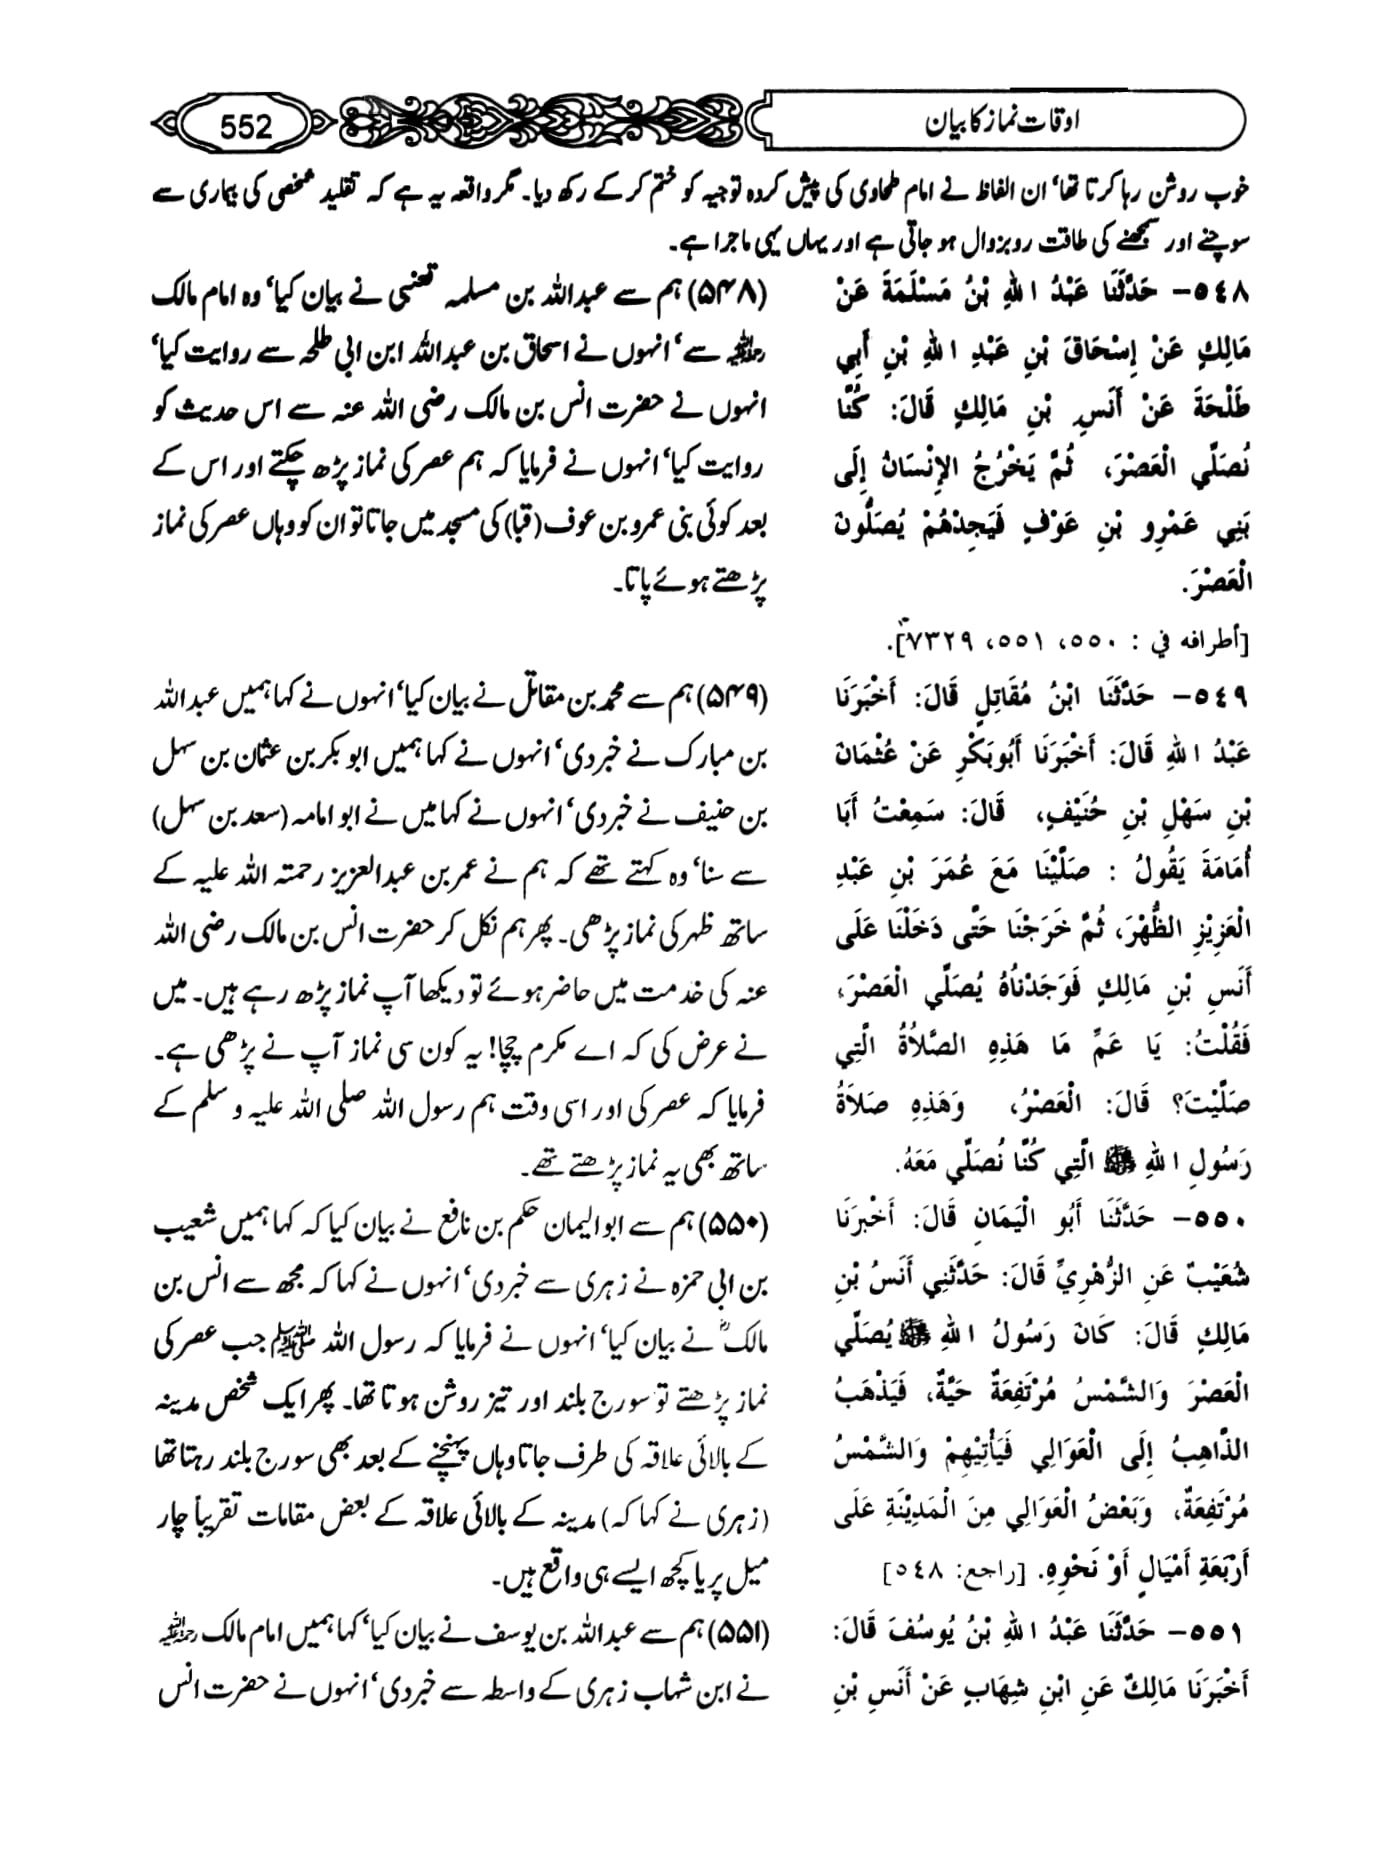 اوقات نماز کا بیان
552
خوب روشن رہا کرتا تھا‘ ان الفاظ نے امام طحاوی کی پیش کردہ توجیہ کو ختم کر کے رکھ دیا۔ مگر واقعہ یہ ہے کہ تقلید شخصی کی بیماری سے
سوچنے اور سمجھنے کی طاقت روبزوال ہو جاتی ہے اور یہاں یہی ماجرا ہے۔
٥٤٨- حَدَّثَنَا عَبْدُ اللهِ بْنُ مَسْلَمَةَ عَنْ
مَالِكٍ عَنْ إِسْحَاقَ بْنِ عَبْدِ اللهِ بْنِ أَبِي
طَلْحَةَ عَنْ أَنَسِ بْنِ مَالِكٍ قَالَ: كُنَّا
نُصَلِّي الْعَصْرَ، ثُمَّ يَخْرُجُ الإِنْسَانُ إِلَى
بَنِي عَمْرِو بْنِ عَوْفٍ فَيَجِدُهُمْ يُصَلُّونَ
الْعَصْرَ.
[أطرافه في : ٥٥٠، ٥٥١، ٧٣٢٩].
٥٤٩- حَدَّثَنَا ابْنُ مُقَاتِلٍ قَالَ: أَخْبَرَنَا
عَبْدُ اللهِ قَالَ: أَخْبَرَنَا أَبُوبَكْرِ عَنْ عُثْمَانَ
بْنِ سَهْلِ بْنِ حُنَيْفٍ، قَالَ: سَمِعْتُ أَبَا
أُمَامَةَ يَقُولُ : صَلَّيْنَا مَعَ عُمَرَ بْنِ عَبْدِ
الْعَزِيْزِ الظُّهْرَ، ثُمَّ خَرَجْنَا حَتَّى دَخَلْنَا عَلَى
أَنَسِ بْنِ مَالِكٍ فَوَجَدْنَاهُ يُصَلِّي الْعَصْرَ،
فَقُلْتُ: يَا عَمِّ مَا هَذِهِ الصَّلَاةُ الَّتِي
صَلَّيْتَ؟ قَالَ: الْعَصْرُ، وَهَذِهِ صَلَاةُ
رَسُولِ اللهِ ﷺ الَّتِي كُنَّا نُصَلِّي مَعَهُ.
٥٥٠- حَدَّثَنَا أَبُو الْيَمَانِ قَالَ: أَخْبَرَنَا
شُعَيْبٌ عَنِ الزُّهْرِيِّ قَالَ: حَدَّثَنِي أَنَسُ بْنِ
مَالِكٍ قَالَ: كَانَ رَسُولُ اللهِ ﷺ يُصَلِّي
الْعَصْرَ وَالشَّمْسُ مُرْتَفِعَةٌ حَيَّةٌ، فَيَذْهَبُ
الذَّاهِبُ إِلَى الْعَوَالِي فَيَأْتِيْهِمْ وَالشَّمْسُ
مُرْتَفِعَةٌ، وَبَعْضُ الْعَوَالِي مِنَ الْمَدِيْنَةِ عَلَى
أَرْبَعَةِ أَمْيَالٍ أَوْ نَحْوِهِ. [راجع: ٥٤٨]
٥٥١- حَدَّثَنَا عَبْدُ اللهِ بْنُ يُوسُفَ قَالَ:
أَخْبَرَنَا مَالِكٌ عَنِ ابْنِ شِهَابٍ عَنْ أَنَسِ بْنِ
(۵۴۸) ہم سے عبداللہ بن مسلمہ قعنبی نے بیان کیا‘ وہ امام مالک
رحمۃ اللہ علیہ سے‘ انہوں نے اسحاق بن عبداللہ ابن ابی طلحہ سے روایت کیا‘
انہوں نے حضرت انس بن مالک رضی اللہ عنہ سے اس حدیث کو
روایت کیا‘ انہوں نے فرمایا کہ ہم عصر کی نماز پڑھ چکتے اور اس کے
بعد کوئی بنی عمرو بن عوف (قبا) کی مسجد میں جاتا تو ان کو وہاں عصر کی نماز
پڑھتے ہوئے پاتا۔
(۵۴۹) ہم سے محمد بن مقاتل نے بیان کیا‘ انہوں نے کہا ہمیں عبداللہ
بن مبارک نے خبر دی‘ انہوں نے کہا ہمیں ابو بکر بن عثمان بن سہل
بن حنیف نے خبر دی‘ انہوں نے کہا میں نے ابو امامہ (سعد بن سہل)
سے سنا‘ وہ کہتے تھے کہ ہم نے عمر بن عبدالعزیز رحمتہ اللہ علیہ کے
ساتھ ظہر کی نماز پڑھی۔ پھر ہم نکل کر حضرت انس بن مالک رضی اللہ
عنہ کی خدمت میں حاضر ہوئے تو دیکھا آپ نماز پڑھ رہے ہیں۔ میں
نے عرض کی کہ اے مکرم چچا! یہ کون سی نماز آپ نے پڑھی ہے۔
فرمایا کہ عصر کی اور اسی وقت ہم رسول اللہ صلی اللہ علیہ و سلم کے
ساتھ بھی یہ نماز پڑھتے تھے۔
(۵۵۰) ہم سے ابو الیمان حکم بن نافع نے بیان کیا کہ کہا ہمیں شعیب
بن ابی حمزہ نے زہری سے خبر دی‘ انہوں نے کہا کہ مجھ سے انس بن
مالکؓ نے بیان کیا‘ انہوں نے فرمایا کہ رسول اللہ ﷺ جب عصر کی
نماز پڑھتے تو سورج بلند اور تیز روشن ہوتا تھا۔ پھر ایک شخص مدینہ
کے بالائی علاقہ کی طرف جاتا وہاں پہنچنے کے بعد بھی سورج بلند رہتا تھا
(زہری نے کہا کہ) مدینہ کے بالائی علاقہ کے بعض مقامات تقریباً چار
میل پر یا کچھ ایسے ہی واقع ہیں۔
(۵۵۱) ہم سے عبداللہ بن یوسف نے بیان کیا‘ کہا ہمیں امام مالک رحمۃ اللہ علیہ
نے ابن شہاب زہری کے واسطہ سے خبر دی‘ انہوں نے حضرت انس